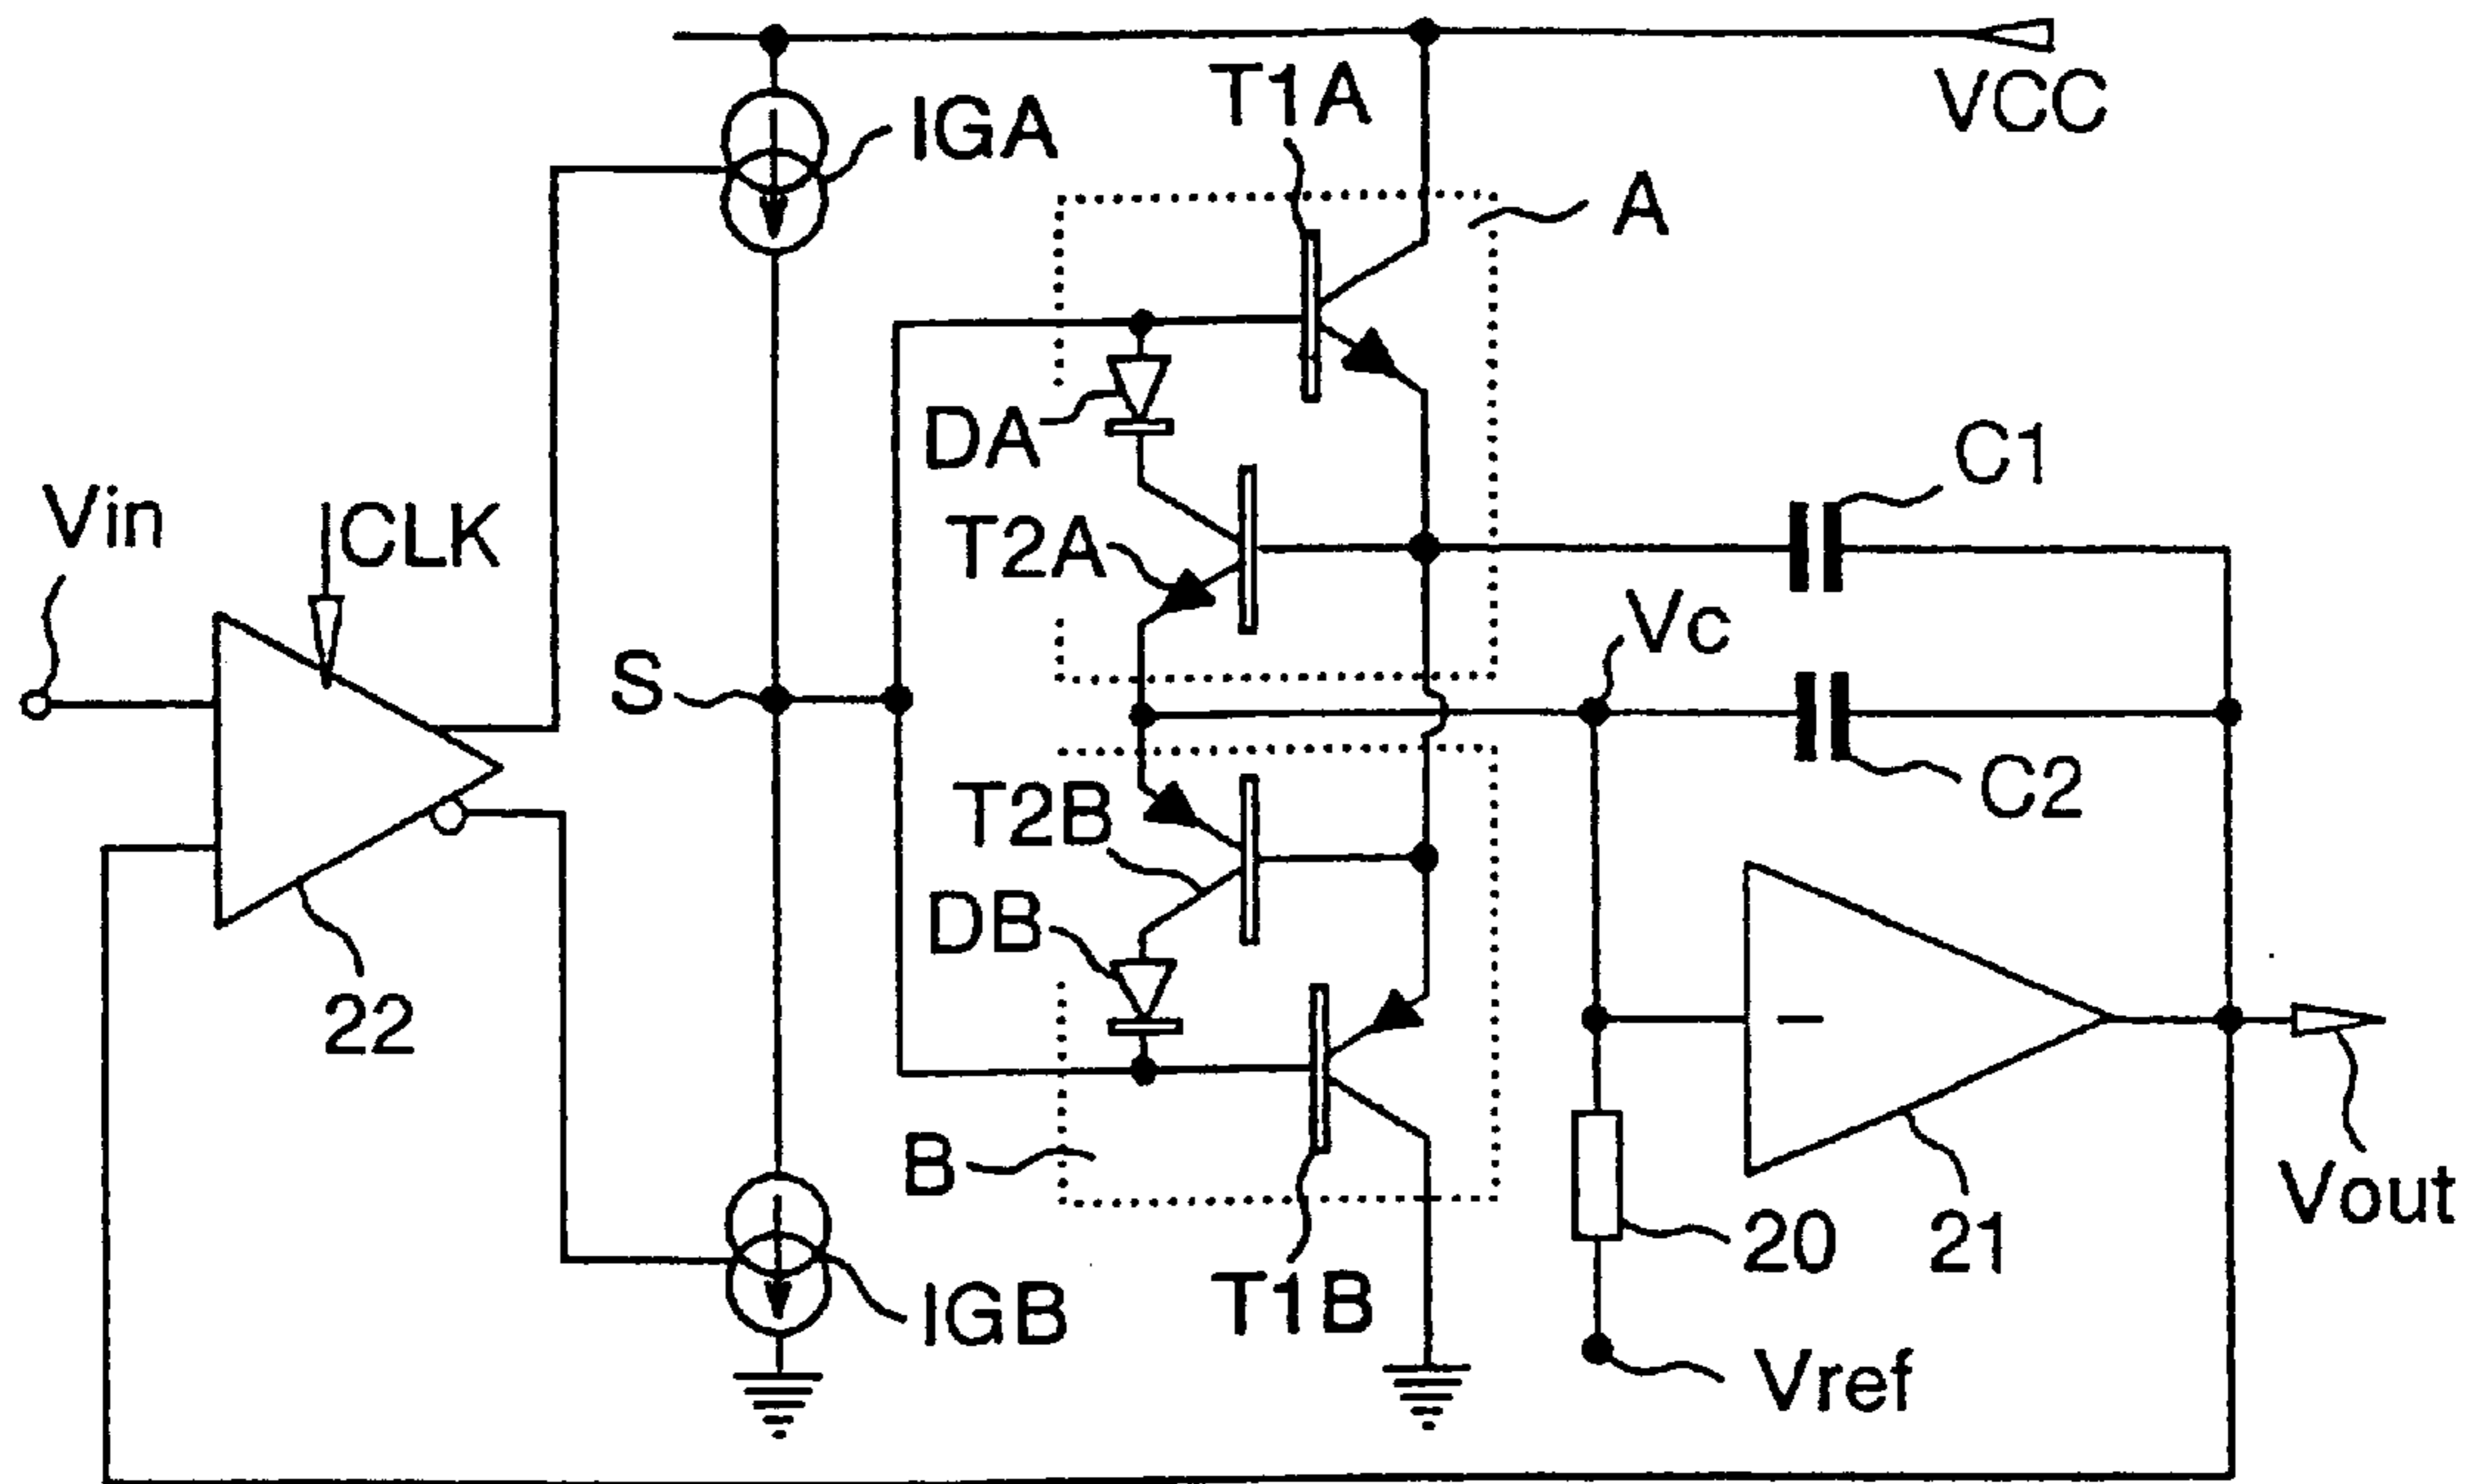 VCC
T1A
IGA
A
DA
C1
Vin
CLK
T2A
Vc
S
T2B
C2
DB
22
B
20
21
Vout
T1B
IGB
Vref